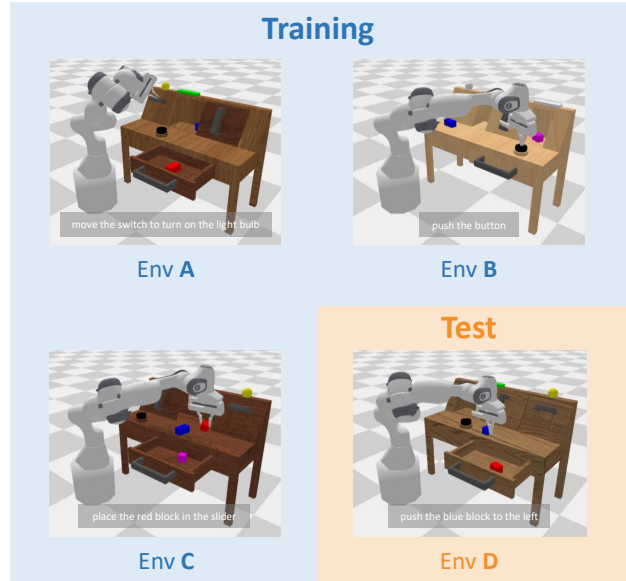 Training
move the switch to turn on the light bulb
push the button
Env A
Env B
Test
place the red block in the slider
push the blue block to the left
Env C
Env D